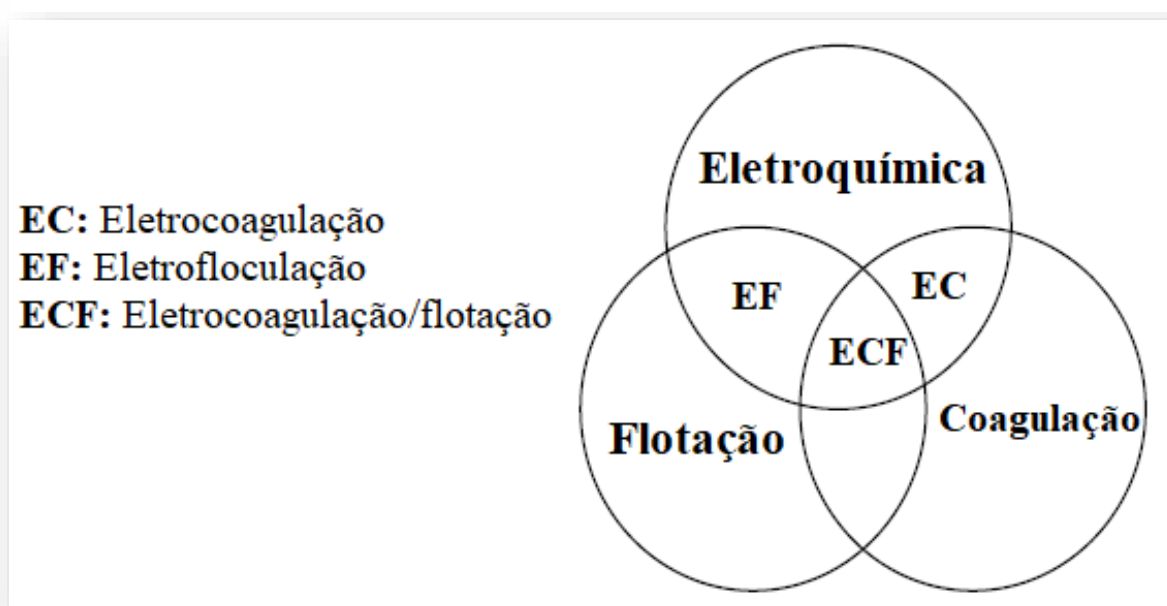 EC: Eletrocoagulação
EF: Eletrofloculação
ECF: Eletrocoagulação/flotação
Eletroquímica
EF
EC
ECF
Flotação
Coagulação